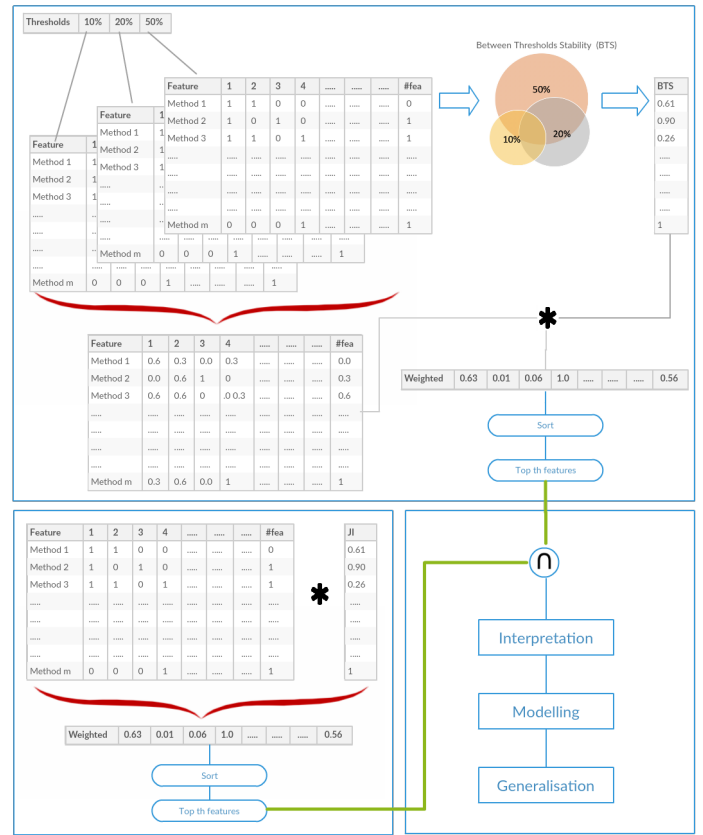 Thresholds 10% 20% 50%
Between Thresholds Stability (BTS)
50%
10%
20%
Feature 1 2 3 4 ..... ..... ..... #fea
Method 1 1 1 0 0 ..... ..... ..... 0
Method 2 1 0 1 0 ..... ..... ..... 1
Method 3 1 1 0 1 ..... ..... ..... 1
..... ..... ..... ..... ..... ..... ..... ..... .....
..... ..... ..... ..... ..... ..... ..... ..... .....
..... ..... ..... ..... ..... ..... ..... ..... .....
..... ..... ..... ..... ..... ..... ..... ..... .....
Method m 0 0 0 1 ..... ..... ..... 1
Feature 1
Method 1 1
Method 2 1
Method 3 1
.....
.....
.....
..... ..... ..... ..... ..... ..... ..... ..... .....
Method m 0 0 0 1 ..... ..... ..... 1
Feature 1
Method 1 1
Method 2 1
Method 3 1
.....
.....
.....
..... ..... ..... ..... ..... ..... ..... ..... .....
Method m 0 0 0 1 ..... ..... ..... 1
BTS
0.61
0.90
0.26
.....
.....
.....
.....
1
*
Feature 1 2 3 4 ..... ..... ..... #fea
Method 1 0.6 0.3 0.0 0.3 ..... ..... ..... 0.0
Method 2 0.0 0.6 1 0 ..... ..... ..... 0.3
Method 3 0.6 0.6 0 .0 0.3 ..... ..... ..... 0.6
..... ..... ..... ..... ..... ..... ..... ..... .....
..... ..... ..... ..... ..... ..... ..... ..... .....
..... ..... ..... ..... ..... ..... ..... ..... .....
..... ..... ..... ..... ..... ..... ..... ..... .....
Method m 0.3 0.6 0.0 1 ..... ..... ..... 1
Weighted 0.63 0.01 0.06 1.0 ..... ..... ..... 0.56
Sort
Top th features
Feature 1 2 3 4 ..... ..... ..... #fea
Method 1 1 1 0 0 ..... ..... ..... 0
Method 2 1 0 1 0 ..... ..... ..... 1
Method 3 1 1 0 1 ..... ..... ..... 1
..... ..... ..... ..... ..... ..... ..... ..... .....
..... ..... ..... ..... ..... ..... ..... ..... .....
..... ..... ..... ..... ..... ..... ..... ..... .....
..... ..... ..... ..... ..... ..... ..... ..... .....
Method m 0 0 0 1 ..... ..... ..... 1
*
JI
0.61
0.90
0.26
.....
.....
.....
.....
1
Weighted 0.63 0.01 0.06 1.0 ..... ..... ..... 0.56
Sort
Top th features
∩
Interpretation
Modelling
Generalisation